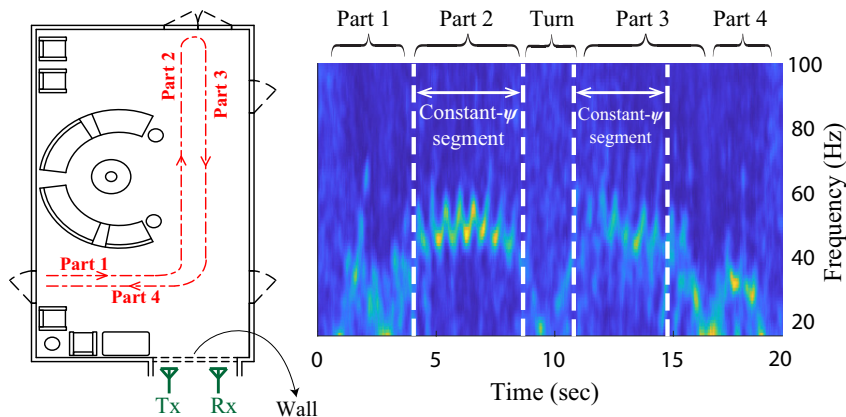 Part 1 Part 2 Turn Part 3 Part 4
Part 2
Part 3
Part 1
Part 4
Tx Rx
Wall
Constant-ψ
segment
Constant-ψ
segment
100
80
60
40
20
Frequency (Hz)
0 5 10 15 20
Time (sec)